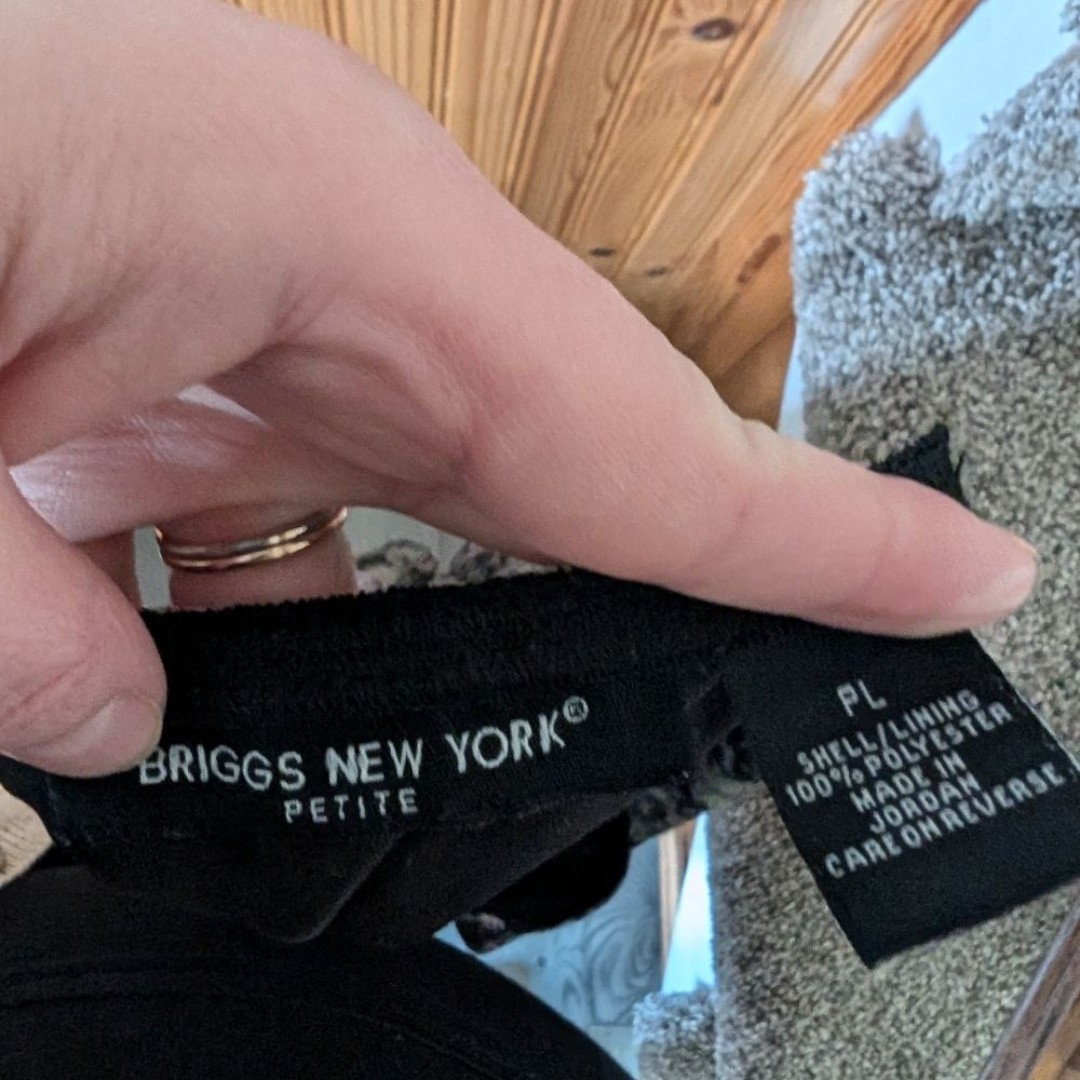 BRIGGS NEW YORK®
PETITE
PL
SHELL/LINING
100% POLYESTER
MADE IN
JORDAN
CARE ON REVERSE